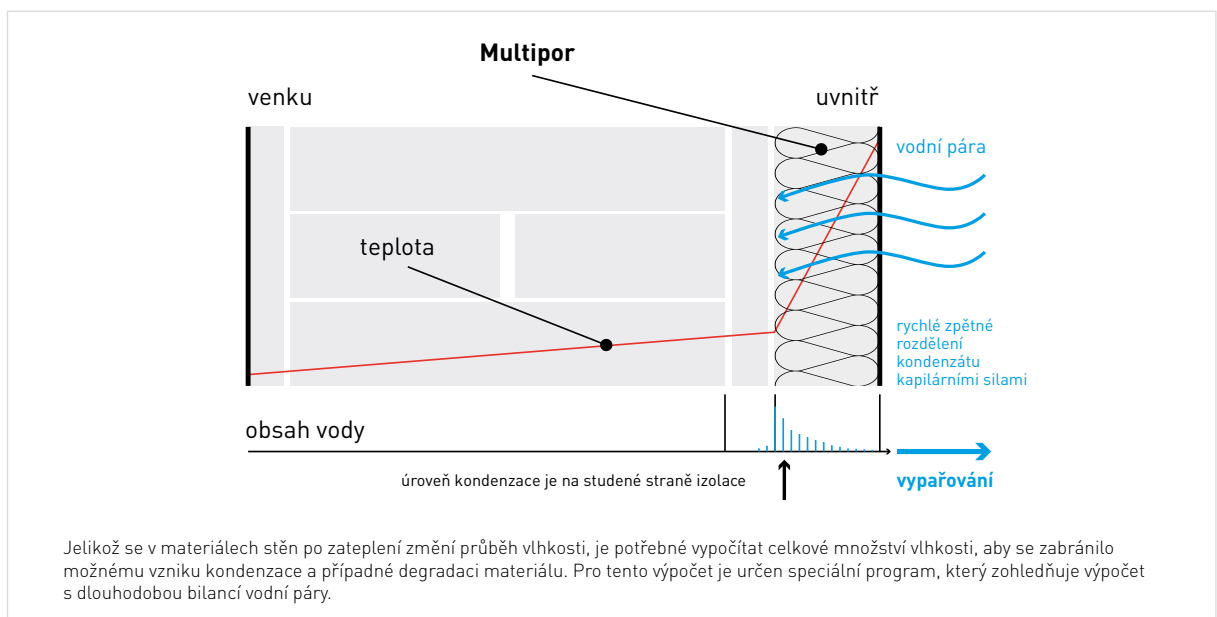 Multipor
venku
uvnitř
vodní pára
teplota
rychlé zpětné
rozdělení
kondenzátu
kapilárními silami
obsah vody
úroveň kondenzace je na studené straně izolace
vypařování
Jelikož se v materiálech stěn po zateplení změní průběh vlhkosti, je potřebné vypočítat celkové množství vlhkosti, aby se zabránilo
možnému vzniku kondenzace a případné degradaci materiálu. Pro tento výpočet je určen speciální program, který zohledňuje výpočet
s dlouhodobou bilancí vodní páry.